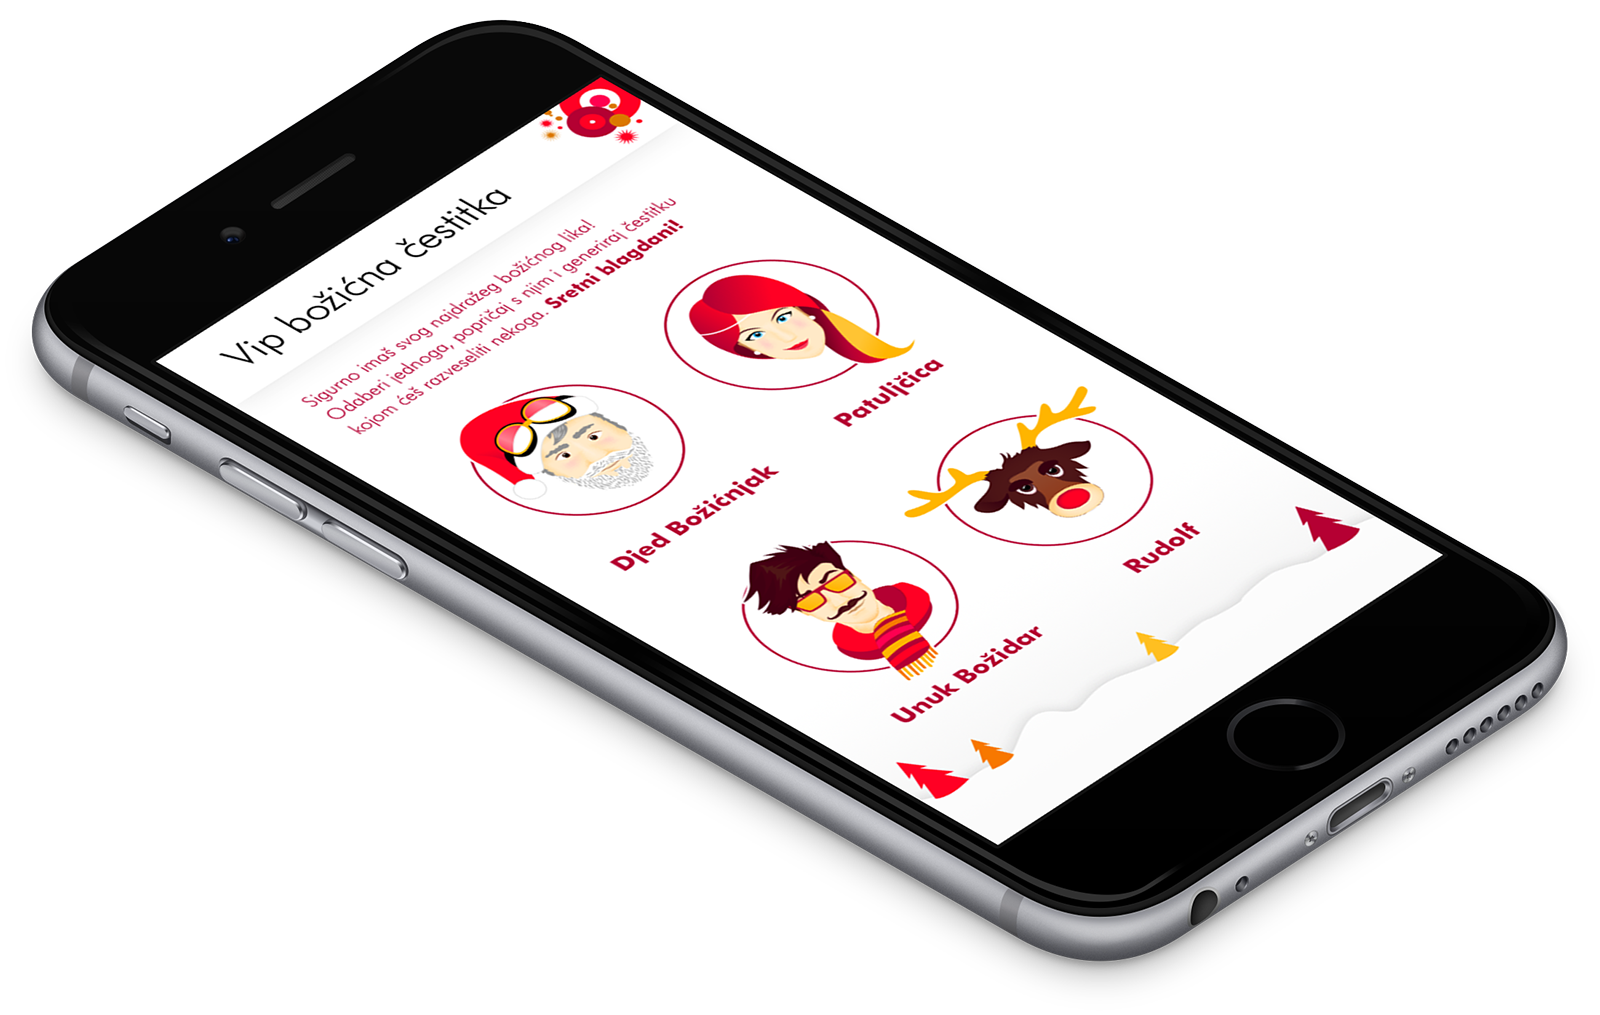 Vip božićna čestitka
Sigurno imaš svog najdražeg božićnog lika!
Odaberi jednoga, popričaj s njim i generiraj čestitku
kojom ćeš razveseliti nekoga. Sretni blagdani!
Djed Božićnjak
Patuljčica
Unuk Božidar
Rudolf